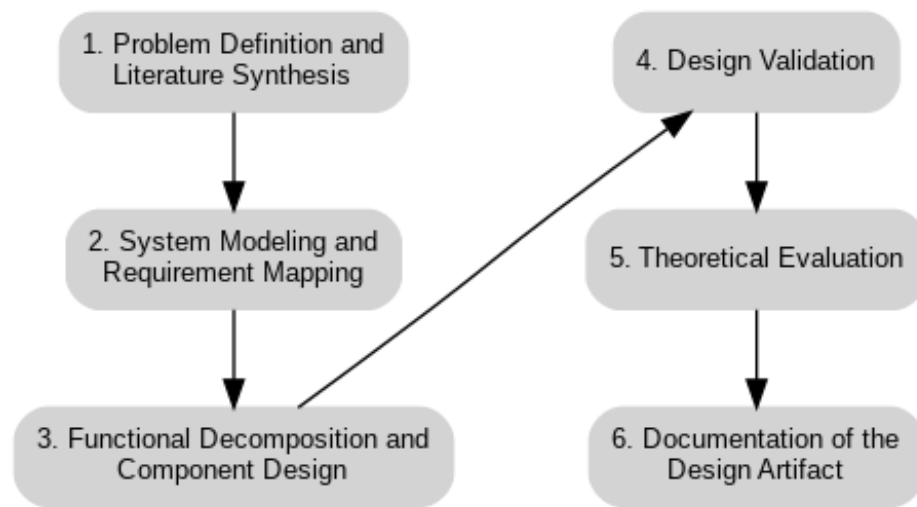 1. Problem Definition and
Literature Synthesis
2. System Modeling and
Requirement Mapping
3. Functional Decomposition and
Component Design
4. Design Validation
5. Theoretical Evaluation
6. Documentation of the
Design Artifact